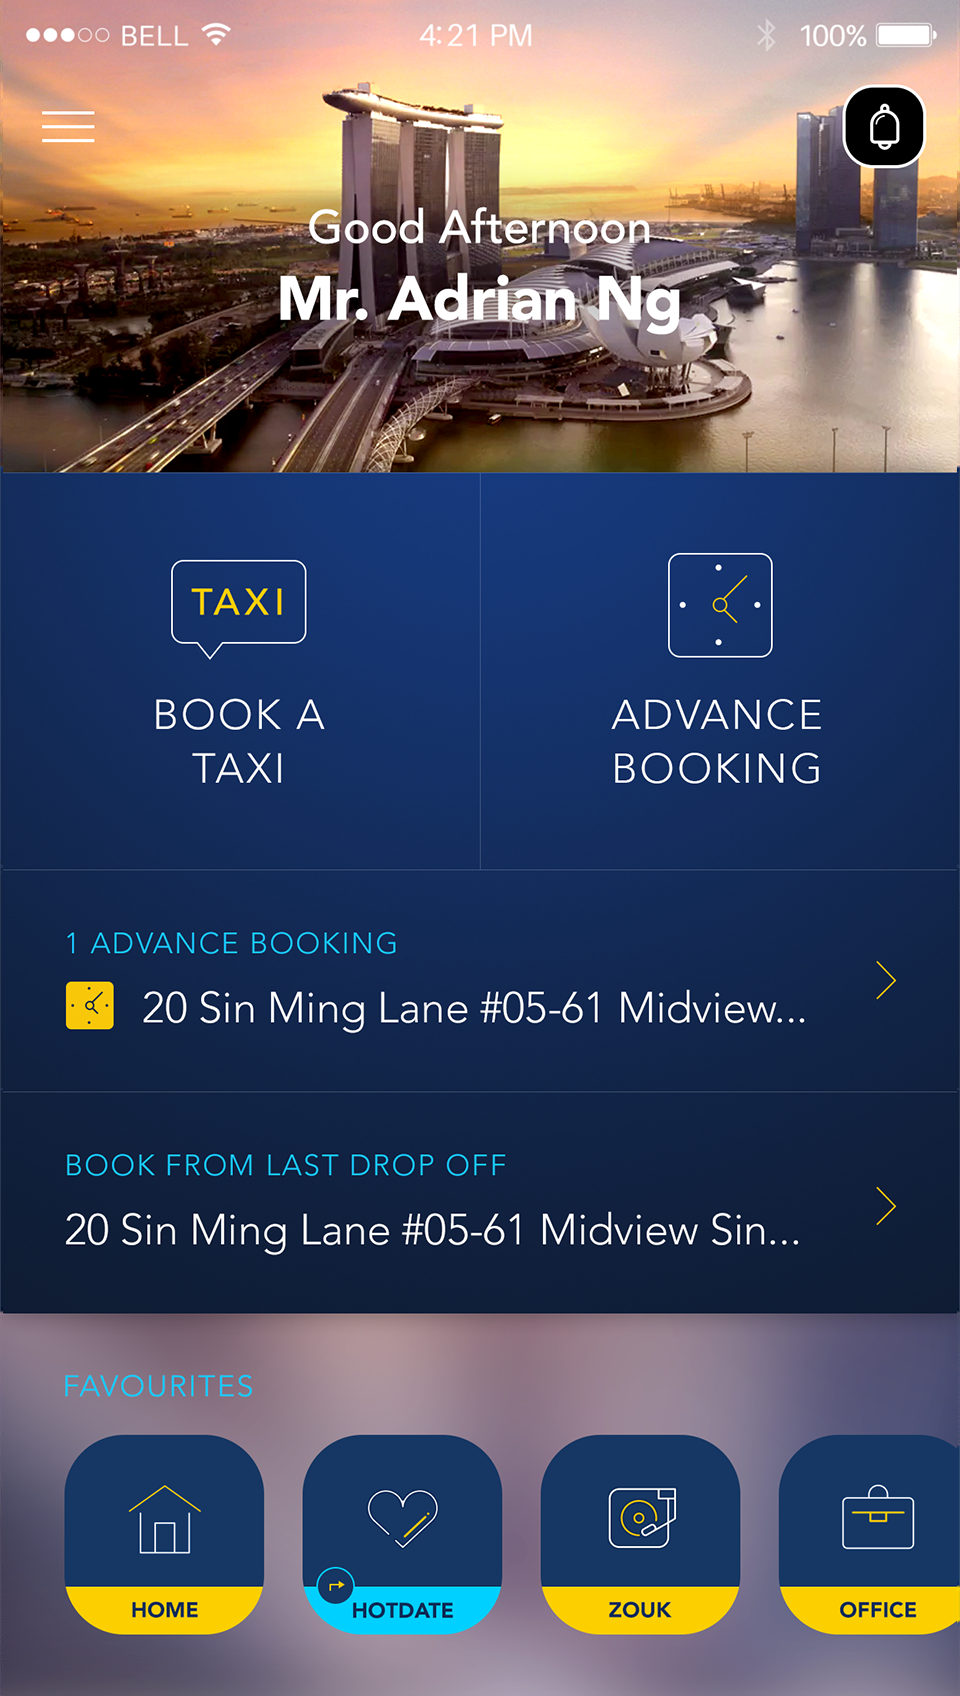 BELL 4:21 PM 100%
Good Afternoon
Mr. Adrian Ng
TAXI
BOOK A
TAXI
ADVANCE
BOOKING
1 ADVANCE BOOKING
20 Sin Ming Lane #05-61 Midview...
BOOK FROM LAST DROP OFF
20 Sin Ming Lane #05-61 Midview Sin...
FAVOURITES
HOME
HOTDATE
ZOUK
OFFICE